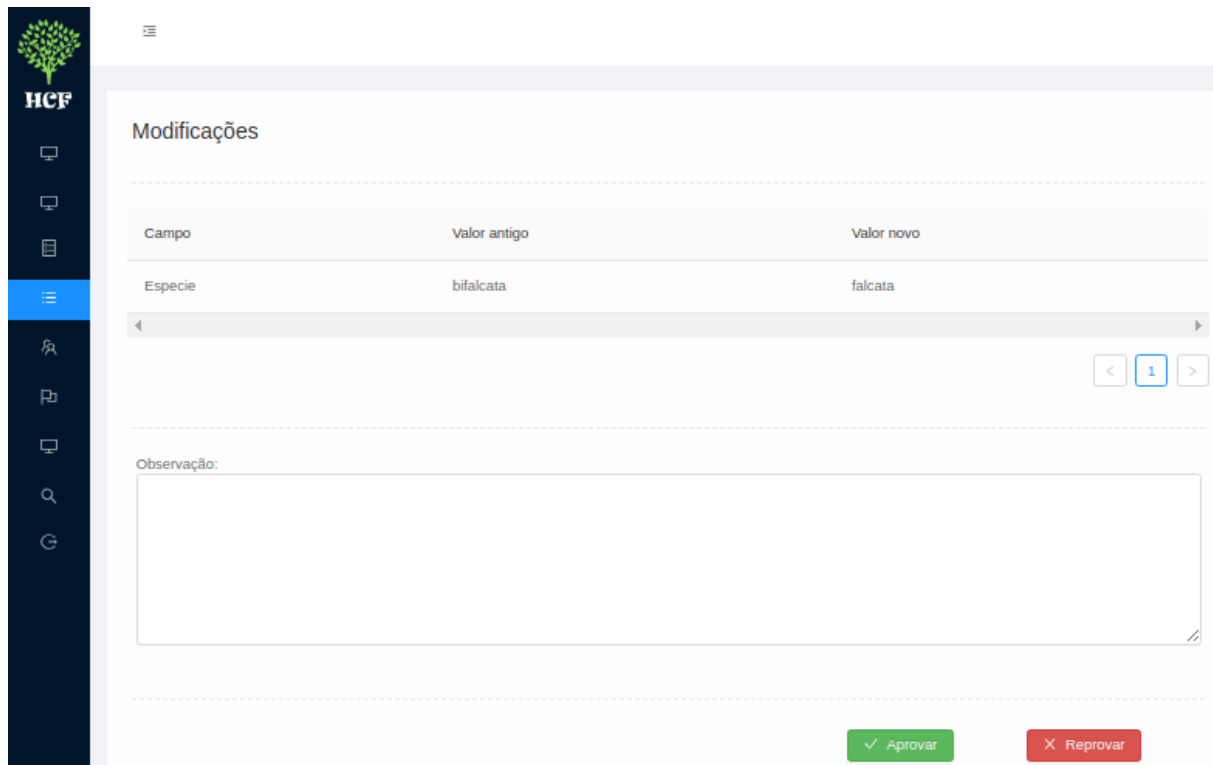 HCF
Modificações
Campo Valor antigo Valor novo
Especie bifalcata falcata
< 1 >
Observação:
Aprovar Reprovar